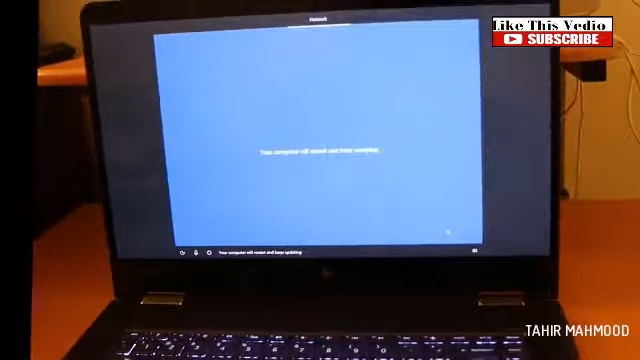 Like This Vedio
SUBSCRIBE
Network
Your computer will restart and keep updating
Your computer will restart and keep updating
TAHIR MAHMOOD